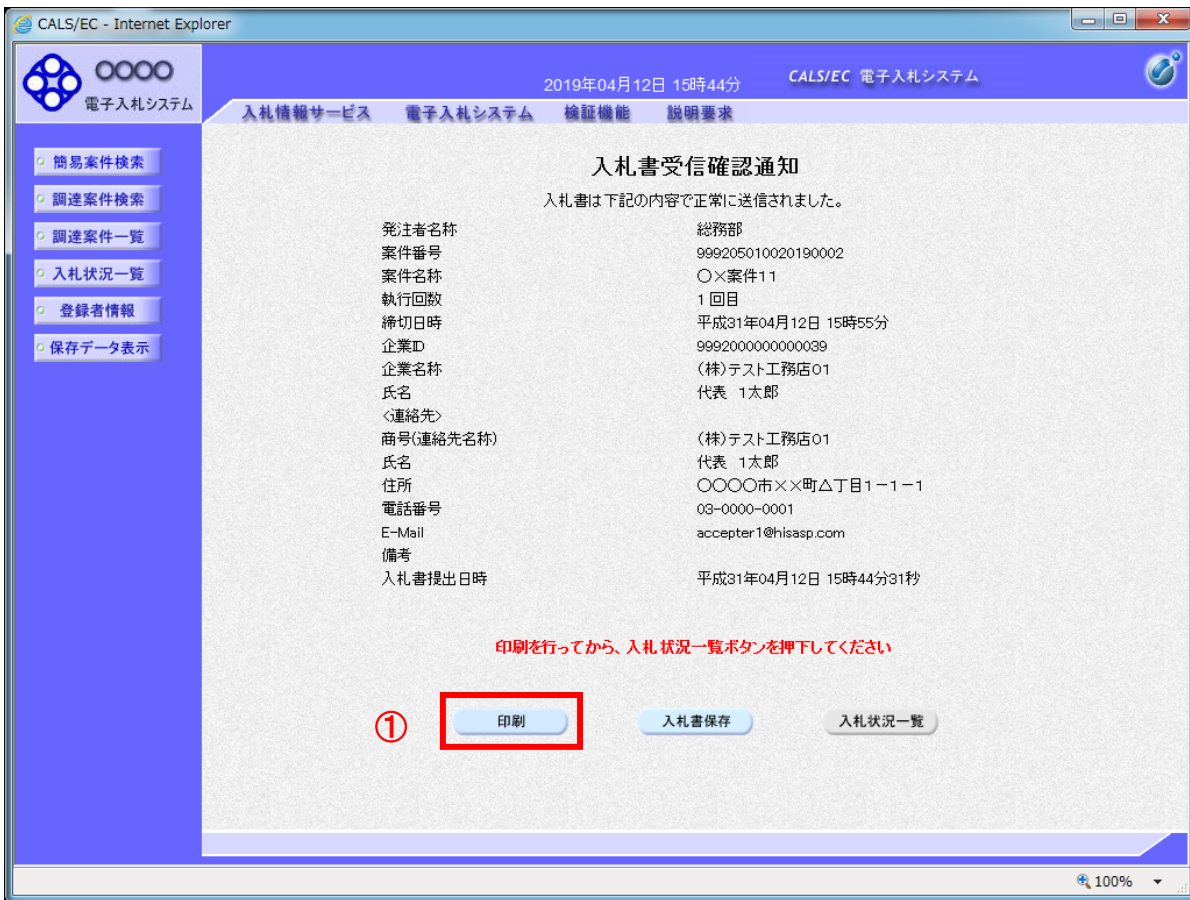 CALS/EC - Internet Explorer
○○○○
電子入札システム
2019年04月12日 15時44分
CALS/EC 電子入札システム
入札情報サービス 電子入札システム 検証機能 説明要求
簡易案件検索
調達案件検索
調達案件一覧
入札状況一覧
登録者情報
保存データ表示
入札書受信確認通知
入札書は下記の内容で正常に送信されました。
発注者名称 総務部
案件番号 999205010020190002
案件名称 ○×案件11
執行回数 1回目
締切日時 平成31年04月12日 15時55分
企業ID 9992000000000039
企業名称 (株)テスト工務店01
氏名 代表 1太郎
<連絡先>
商号(連絡先名称) (株)テスト工務店01
氏名 代表 1太郎
住所 ○○○○市××町△丁目1-1-1
電話番号 03-0000-0001
E-Mail accepter1@hisasp.com
備考
入札書提出日時 平成31年04月12日 15時44分31秒
印刷を行ってから、入札状況一覧ボタンを押下してください
① 印刷 入札書保存 入札状況一覧
100%